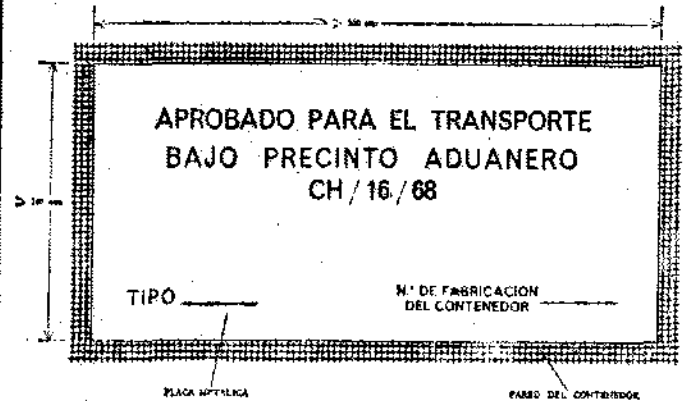 APROBADO PARA EL TRANSPORTE
BAJO PRECINTO ADUANERO
CH / 16 / 68
TIPO
N.° DE FABRICACION
DEL CONTENEDOR
PLACA METALICA
PARED DEL CONTENEDOR